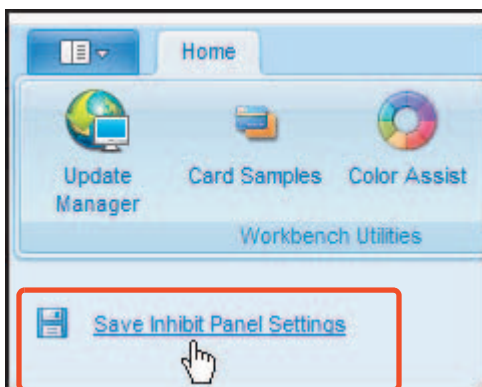 Home
Update Manager
Card Samples
Color Assist
Workbench Utilities
Save Inhibit Panel Settings